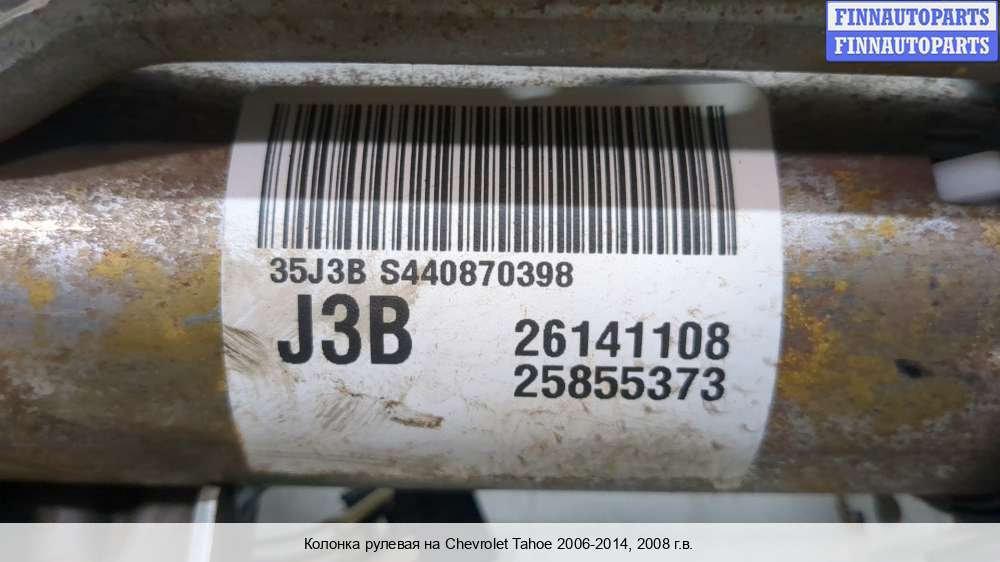 FINNAUTOPARTS
FINNAUTOPARTS
35J3B S440870398
J3B
26141108
25855373
Колонка рулевая на Chevrolet Tahoe 2006-2014, 2008 г.в.